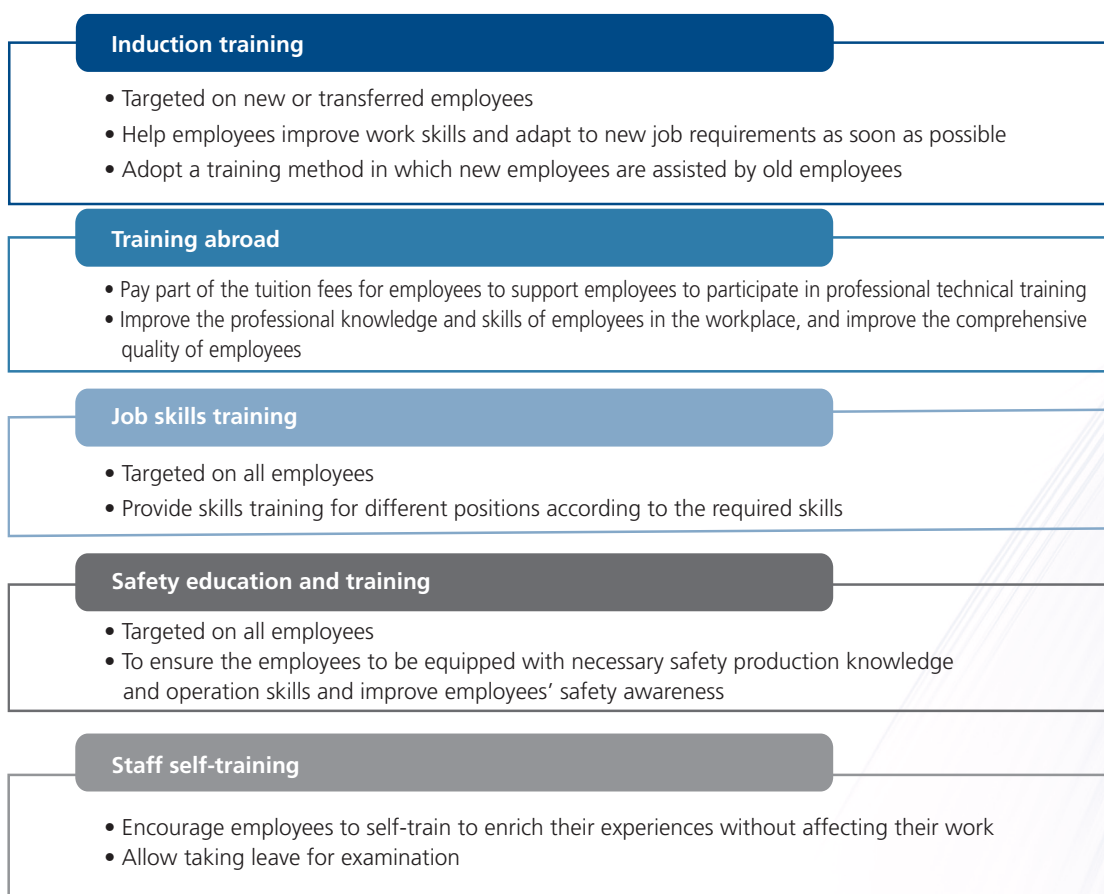 Induction training
• Targeted on new or transferred employees
• Help employees improve work skills and adapt to new job requirements as soon as possible
• Adopt a training method in which new employees are assisted by old employees
Training abroad
• Pay part of the tuition fees for employees to support employees to participate in professional technical training
• Improve the professional knowledge and skills of employees in the workplace, and improve the comprehensive
quality of employees
Job skills training
• Targeted on all employees
• Provide skills training for different positions according to the required skills
Safety education and training
• Targeted on all employees
• To ensure the employees to be equipped with necessary safety production knowledge
and operation skills and improve employees’ safety awareness
Staff self-training
• Encourage employees to self-train to enrich their experiences without affecting their work
• Allow taking leave for examination